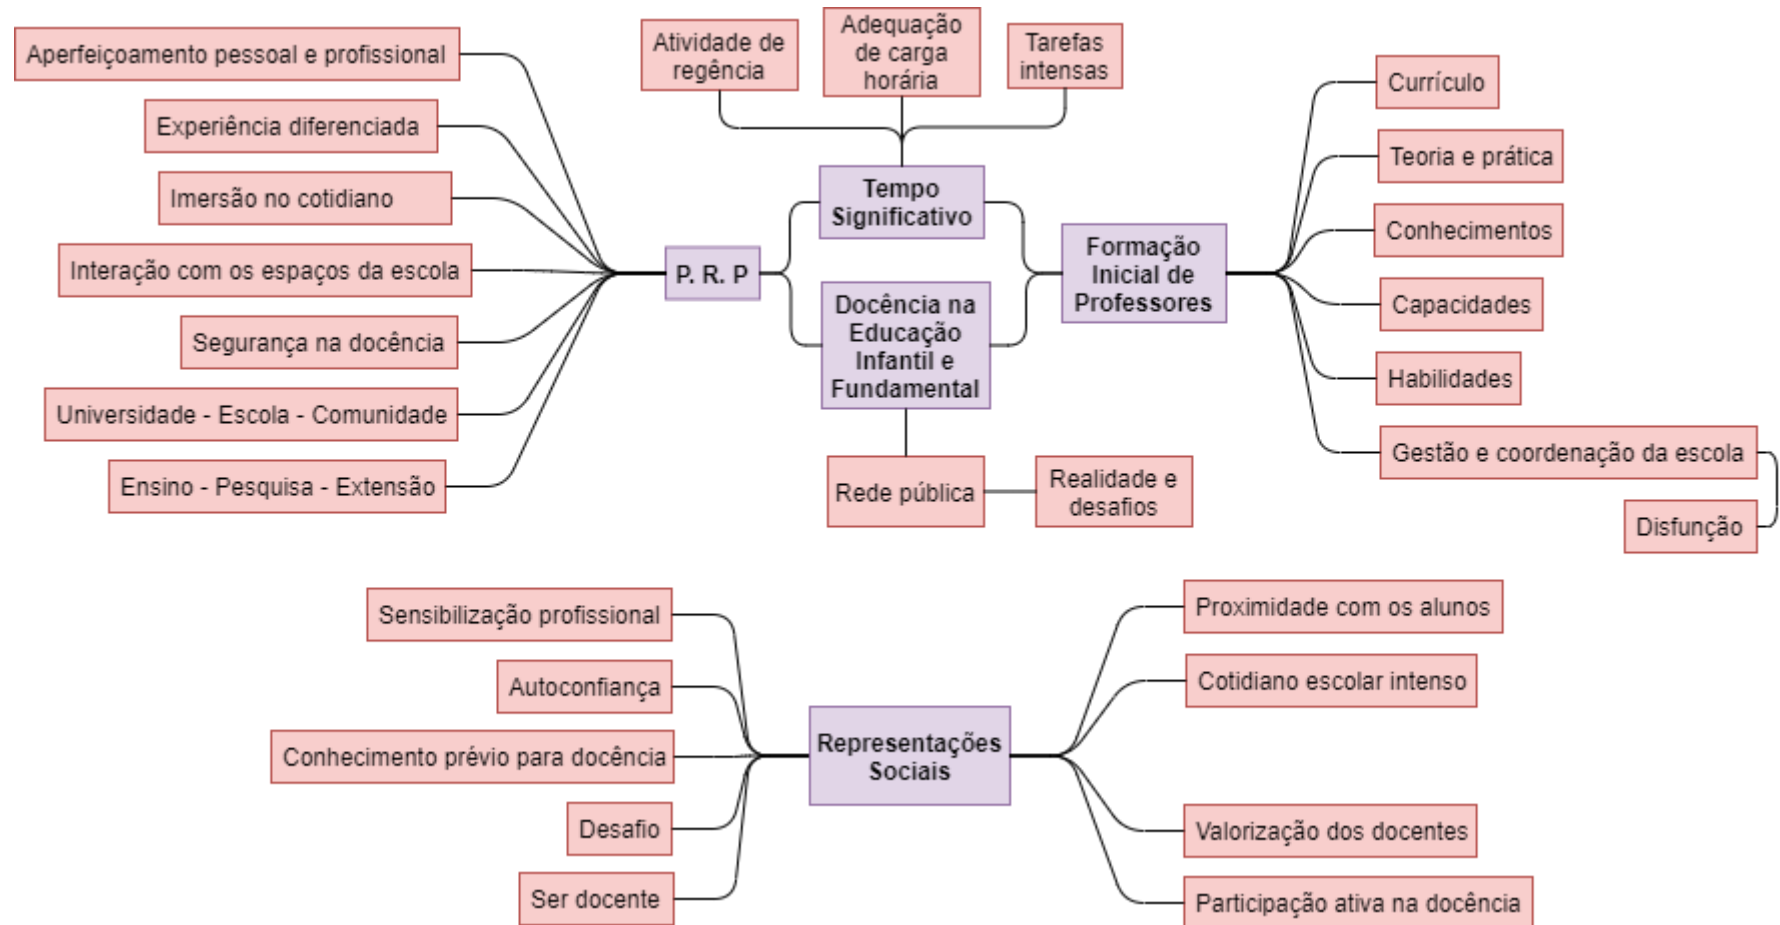 Aperfeiçoamento pessoal e profissional
Experiência diferenciada
Imersão no cotidiano
Interação com os espaços da escola
Segurança na docência
Universidade - Escola - Comunidade
Ensino - Pesquisa - Extensão
P. R. P
Atividade de
regência
Adequação
de carga
horária
Tarefas
intensas
Tempo
Significativo
Docência na
Educação
Infantil e
Fundamental
Rede pública
Realidade e
desafios
Formação
Inicial de
Professores
Currículo
Teoria e prática
Conhecimentos
Capacidades
Habilidades
Gestão e coordenação da escola
Disfunção
Sensibilização profissional
Autoconfiança
Conhecimento prévio para docência
Desafio
Ser docente
Representações
Sociais
Proximidade com os alunos
Cotidiano escolar intenso
Valorização dos docentes
Participação ativa na docência